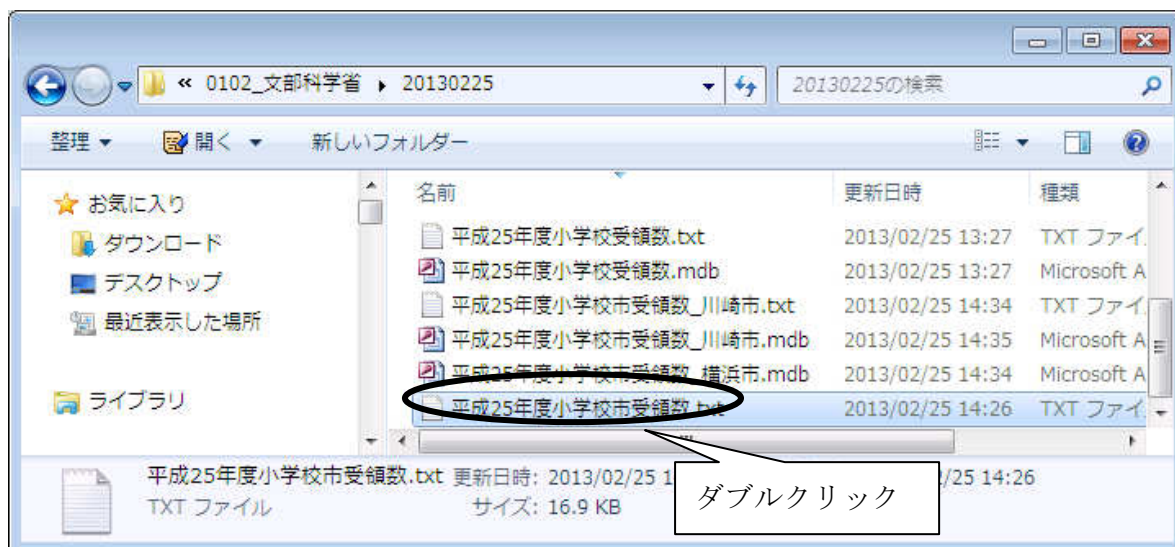 « 0102_文部科学省 ▸ 20130225
20130225の検索
整理 開く 新しいフォルダー
お気に入り
ダウンロード
デスクトップ
最近表示した場所
ライブラリ
名前 更新日時 種類
平成25年度小学校受領数.txt 2013/02/25 13:27 TXT ファイ
平成25年度小学校受領数.mdb 2013/02/25 13:27 Microsoft A
平成25年度小学校市受領数_川崎市.txt 2013/02/25 14:34 TXT ファイ
平成25年度小学校市受領数_川崎市.mdb 2013/02/25 14:35 Microsoft A
平成25年度小学校市受領数_横浜市.mdb 2013/02/25 14:34 Microsoft A
平成25年度小学校市受領数.txt 2013/02/25 14:26 TXT ファイ
平成25年度小学校市受領数.txt 更新日時: 2013/02/25 1 /25 14:26
TXT ファイル サイズ: 16.9 KB
ダブルクリック